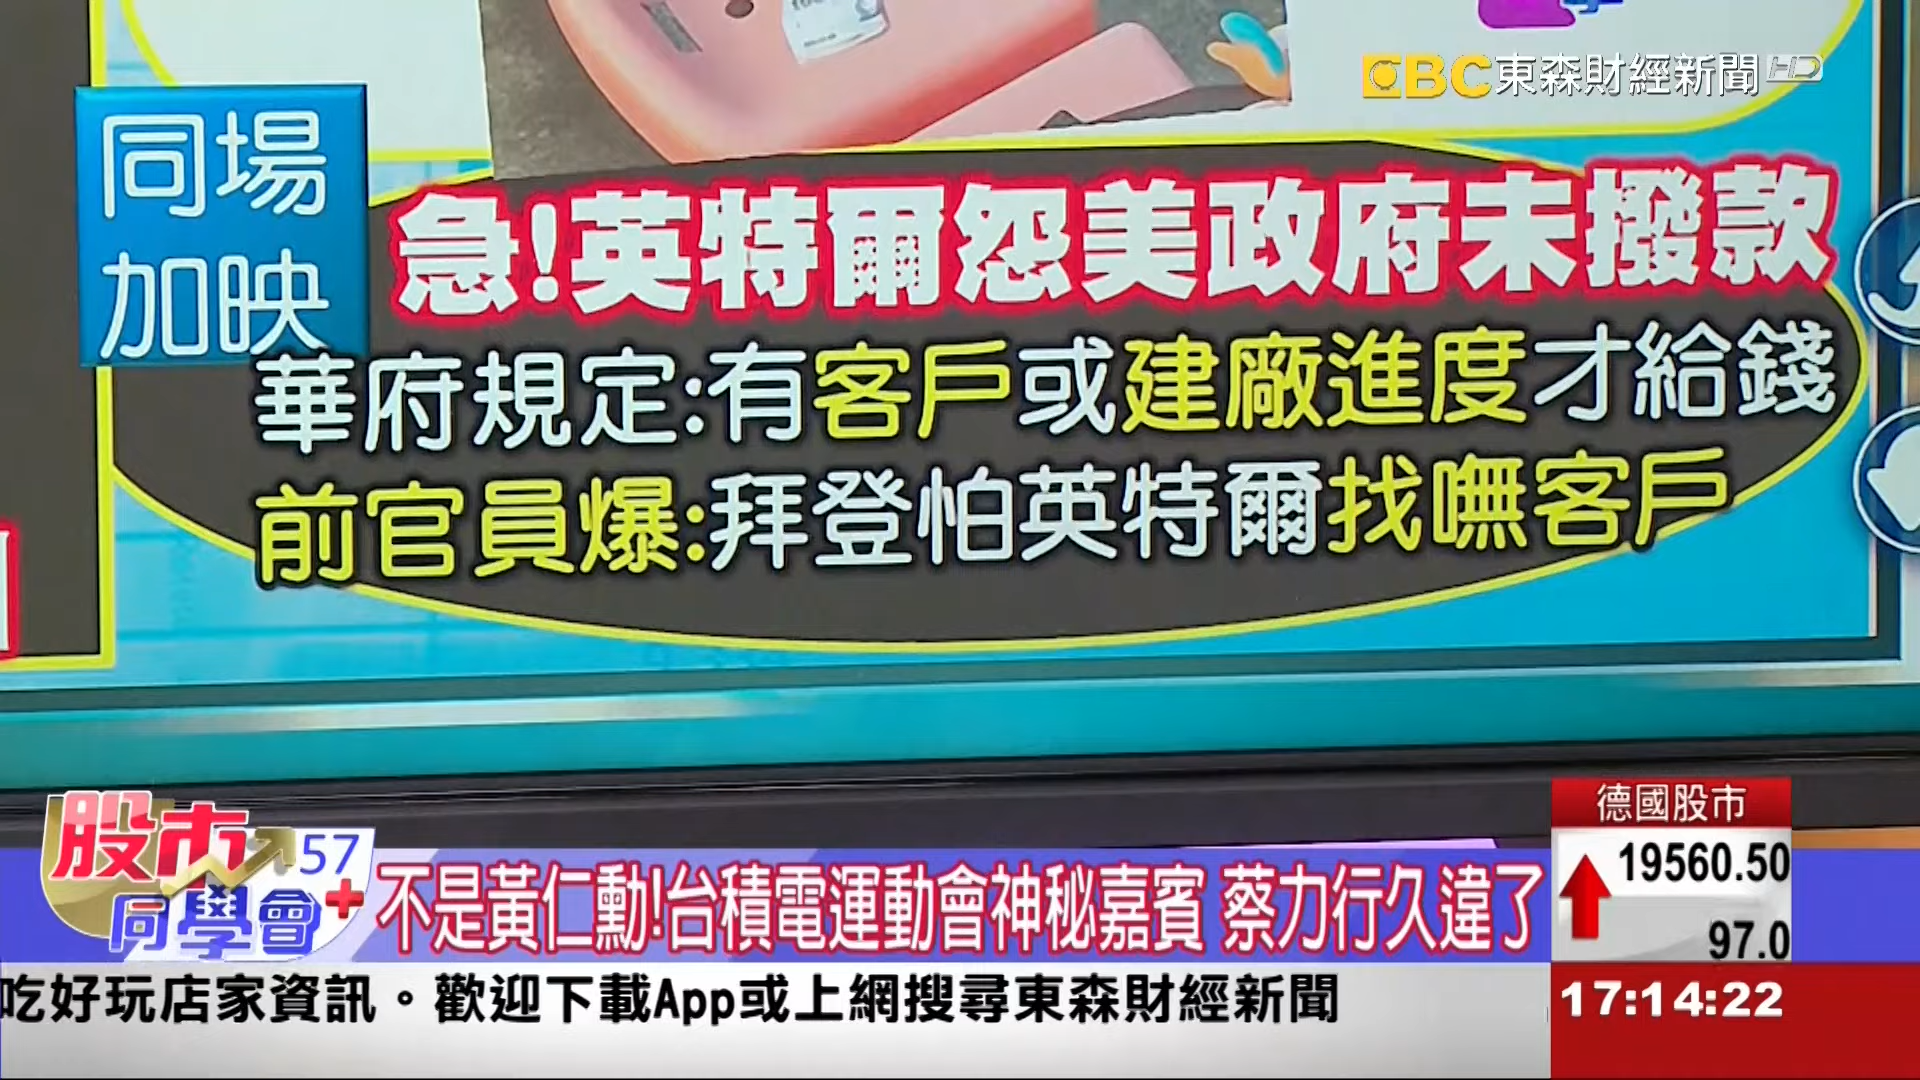 EBC東森財經新聞HD
同場
加映
急!英特爾怨美政府未撥款
華府規定:有客戶或建廠進度才給錢
前官員爆:拜登怕英特爾找嘸客戶
股市
57
同學會+
不是黃仁勳!台積電運動會神秘嘉賓 蔡力行久違了
德國股市
19560.50
97.0
吃好玩店家資訊。歡迎下載App或上網搜尋東森財經新聞
17:14:22